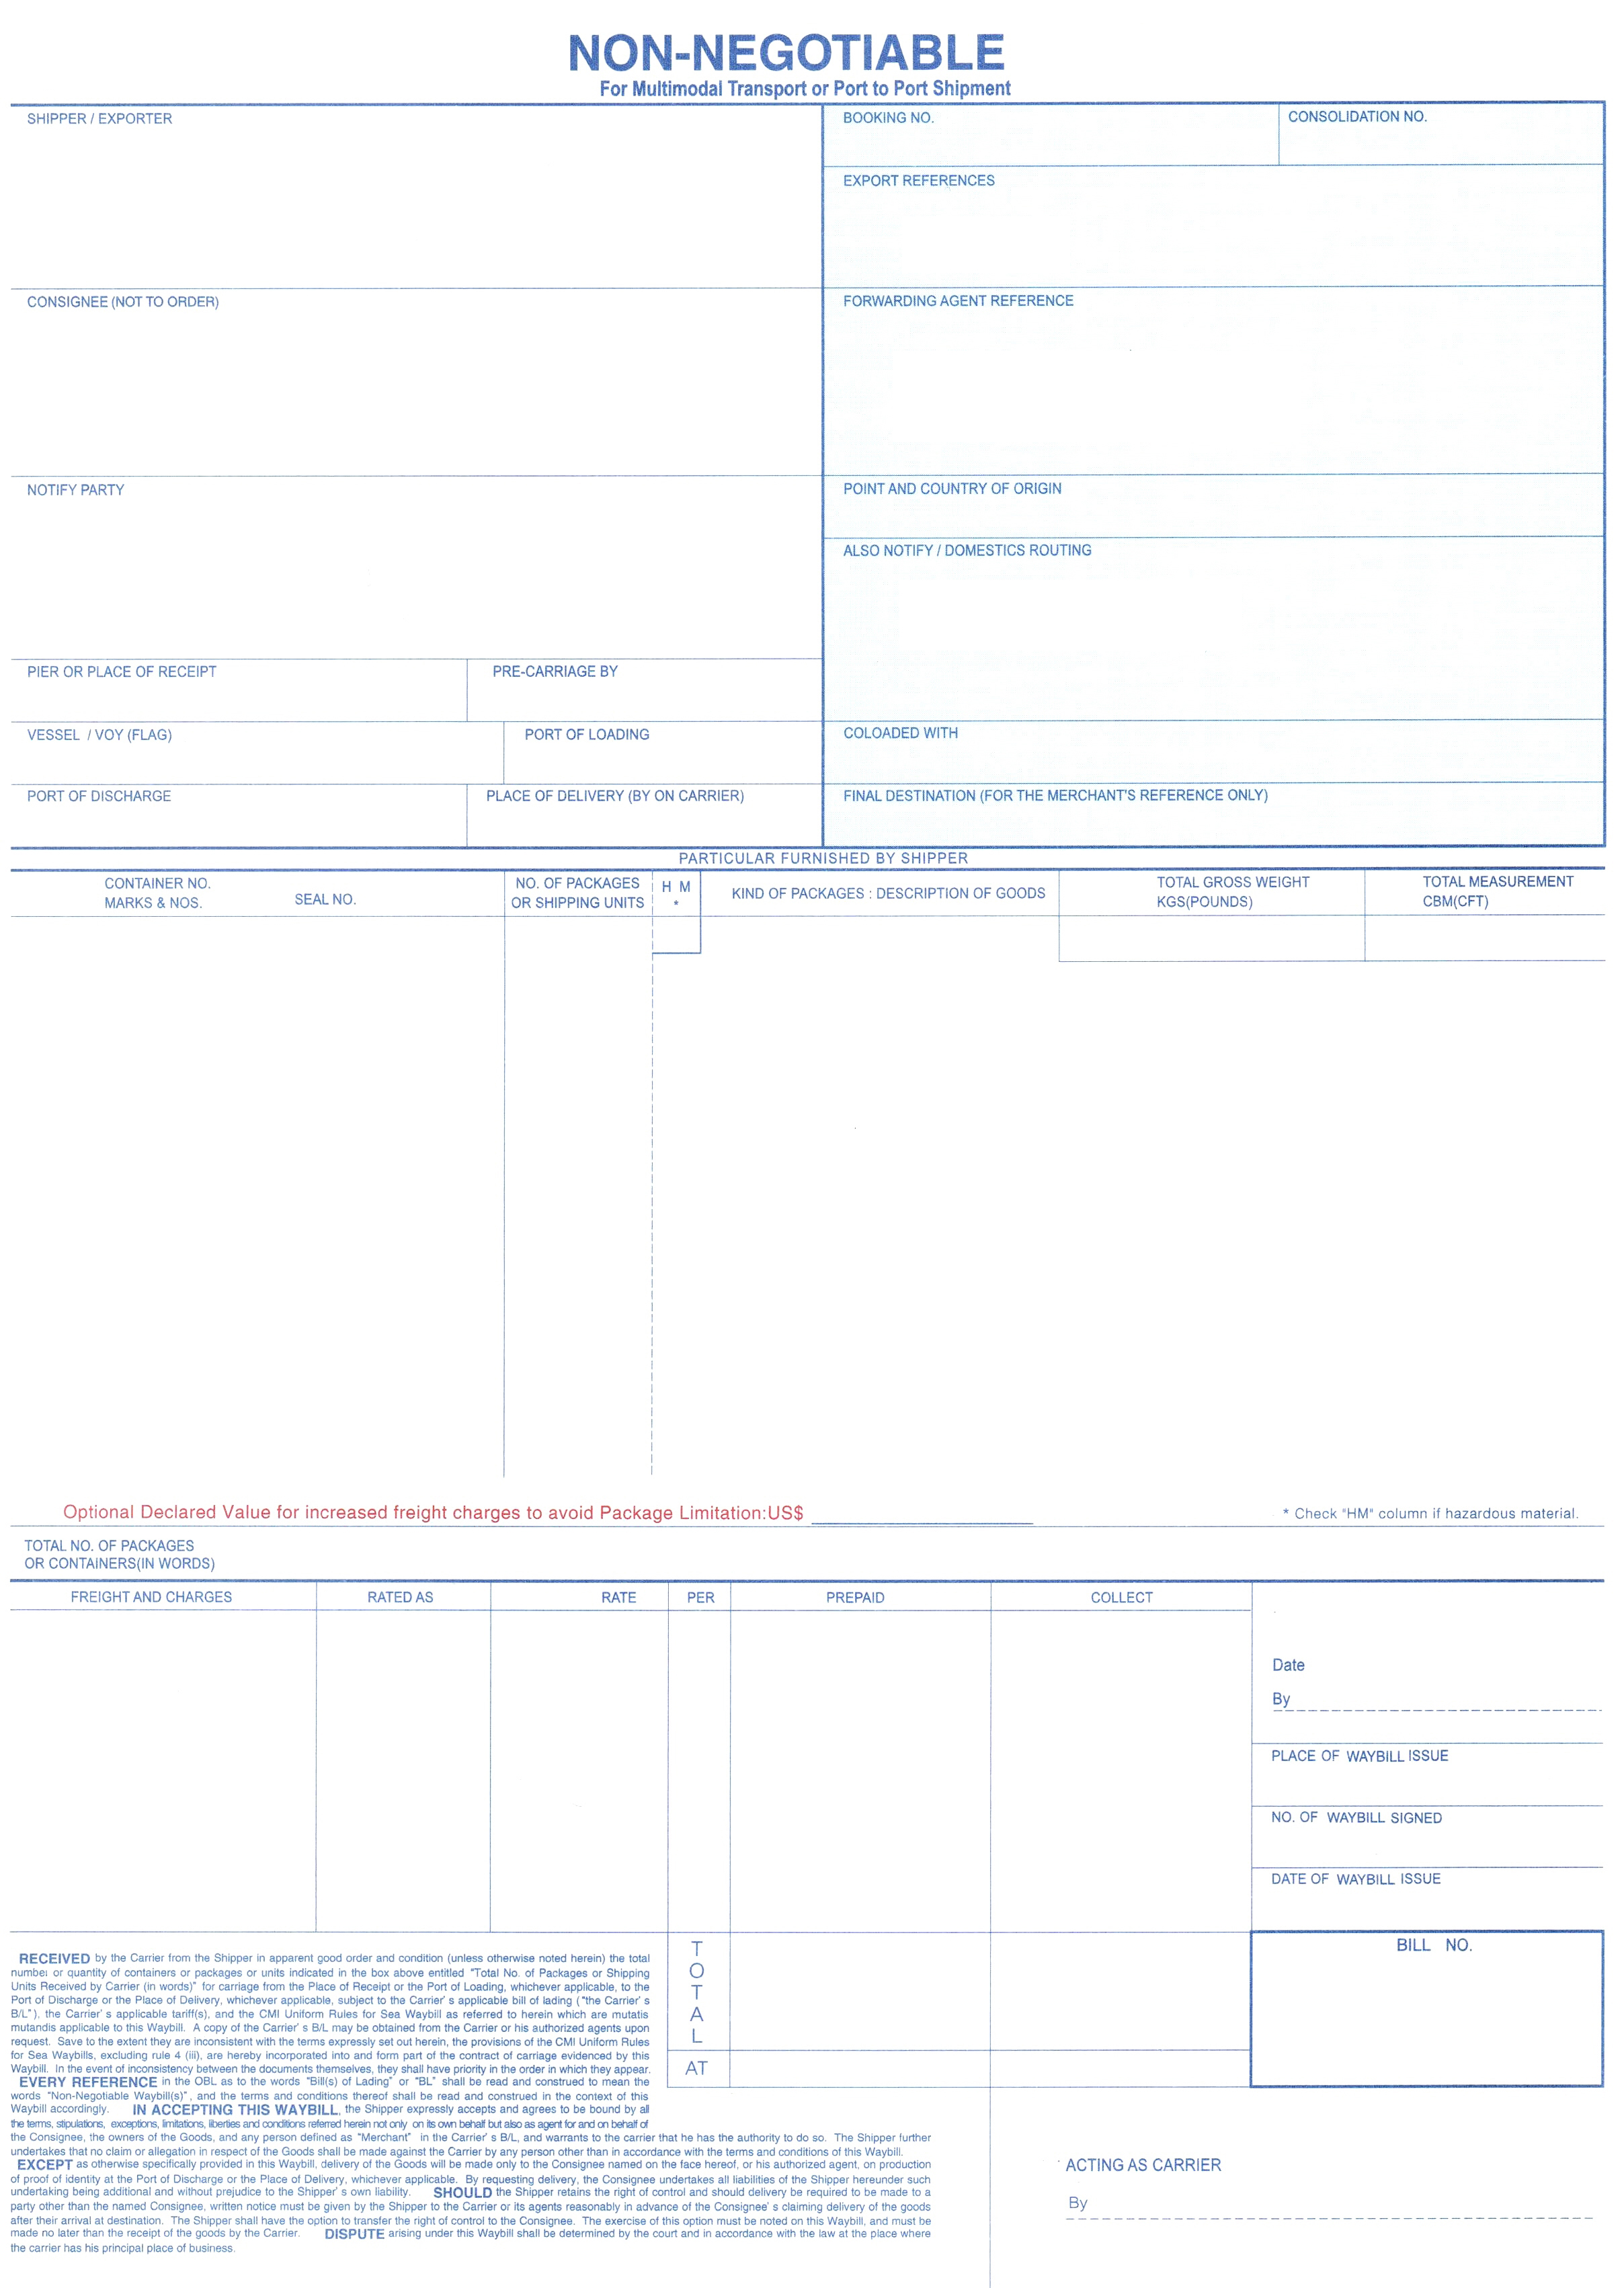 NON-NEGOTIABLE
For Multimodal Transport or Port to Port Shipment
SHIPPER / EXPORTER
BOOKING NO.
CONSOLIDATION NO.
EXPORT REFERENCES
CONSIGNEE (NOT TO ORDER)
FORWARDING AGENT REFERENCE
NOTIFY PARTY
POINT AND COUNTRY OF ORIGIN
ALSO NOTIFY / DOMESTICS ROUTING
PIER OR PLACE OF RECEIPT
PRE-CARRIAGE BY
VESSEL / VOY (FLAG)
PORT OF LOADING
COLOADED WITH
PORT OF DISCHARGE
PLACE OF DELIVERY (BY ON CARRIER)
FINAL DESTINATION (FOR THE MERCHANT'S REFERENCE ONLY)
PARTICULAR FURNISHED BY SHIPPER
CONTAINER NO.
MARKS & NOS.
SEAL NO.
NO. OF PACKAGES
OR SHIPPING UNITS
H M
*
KIND OF PACKAGES : DESCRIPTION OF GOODS
TOTAL GROSS WEIGHT
KGS(POUNDS)
TOTAL MEASUREMENT
CBM(CFT)
Optional Declared Value for increased freight charges to avoid Package Limitation:US$
* Check "HM" column if hazardous material.
TOTAL NO. OF PACKAGES
OR CONTAINERS(IN WORDS)
FREIGHT AND CHARGES
RATED AS
RATE
PER
PREPAID
COLLECT
Date
By
PLACE OF WAYBILL ISSUE
NO. OF WAYBILL SIGNED
DATE OF WAYBILL ISSUE
TOTAL
AT
BILL NO.
RECEIVED by the Carrier from the Shipper in apparent good order and condition (unless otherwise noted herein) the total
number or quantity of containers or packages or units indicated in the box above entitled "Total No. of Packages or Shipping
Units Received by Carrier (in words)" for carriage from the Place of Receipt or the Port of Loading, whichever applicable, to the
Port of Discharge or the Place of Delivery, whichever applicable, subject to the Carrier's applicable bill of lading ("the Carrier's
B/L"), the Carrier's applicable tariff(s), and the CMI Uniform Rules for Sea Waybill as referred to herein which are mutatis
mutandis applicable to this Waybill. A copy of the Carrier's B/L may be obtained from the Carrier or his authorized agents upon
request. Save to the extent they are inconsistent with the terms expressly set out herein, the provisions of the CMI Uniform Rules
for Sea Waybills, excluding rule 4 (iii), are hereby incorporated into and form part of the contract of carriage evidenced by this
Waybill. In the event of inconsistency between the documents themselves, they shall have priority in the order in which they appear.
EVERY REFERENCE in the OBL as to the words "Bill(s) of Lading" or "BL" shall be read and construed to mean the
words "Non-Negotiable Waybill(s)", and the terms and conditions thereof shall be read and construed in the context of this
Waybill accordingly. IN ACCEPTING THIS WAYBILL, the Shipper expressly accepts and agrees to be bound by all
the terms, stipulations, exceptions, limitations, liberties and conditions referred herein not only on its own behalf but also as agent for and on behalf of
the Consignee, the owners of the Goods, and any person defined as "Merchant" in the Carrier's B/L, and warrants to the carrier that he has the authority to do so. The Shipper further
undertakes that no claim or allegation in respect of the Goods shall be made against the Carrier by any person other than in accordance with the terms and conditions of this Waybill.
EXCEPT as otherwise specifically provided in this Waybill, delivery of the Goods will be made only to the Consignee named on the face hereof, or his authorized agent, on production
of proof of identity at the Port of Discharge or the Place of Delivery, whichever applicable. By requesting delivery, the Consignee undertakes all liabilities of the Shipper hereunder such
undertaking being additional and without prejudice to the Shipper's own liability. SHOULD the Shipper retains the right of control and should delivery be required to be made to a
party other than the named Consignee, written notice must be given by the Shipper to the Carrier or its agents reasonably in advance of the Consignee's claiming delivery of the goods
after their arrival at destination. The Shipper shall have the option to transfer the right of control to the Consignee. The exercise of this option must be noted on this Waybill, and must be
made no later than the receipt of the goods by the Carrier. DISPUTE arising under this Waybill shall be determined by the court and in accordance with the law at the place where
the carrier has his principal place of business.
ACTING AS CARRIER
By